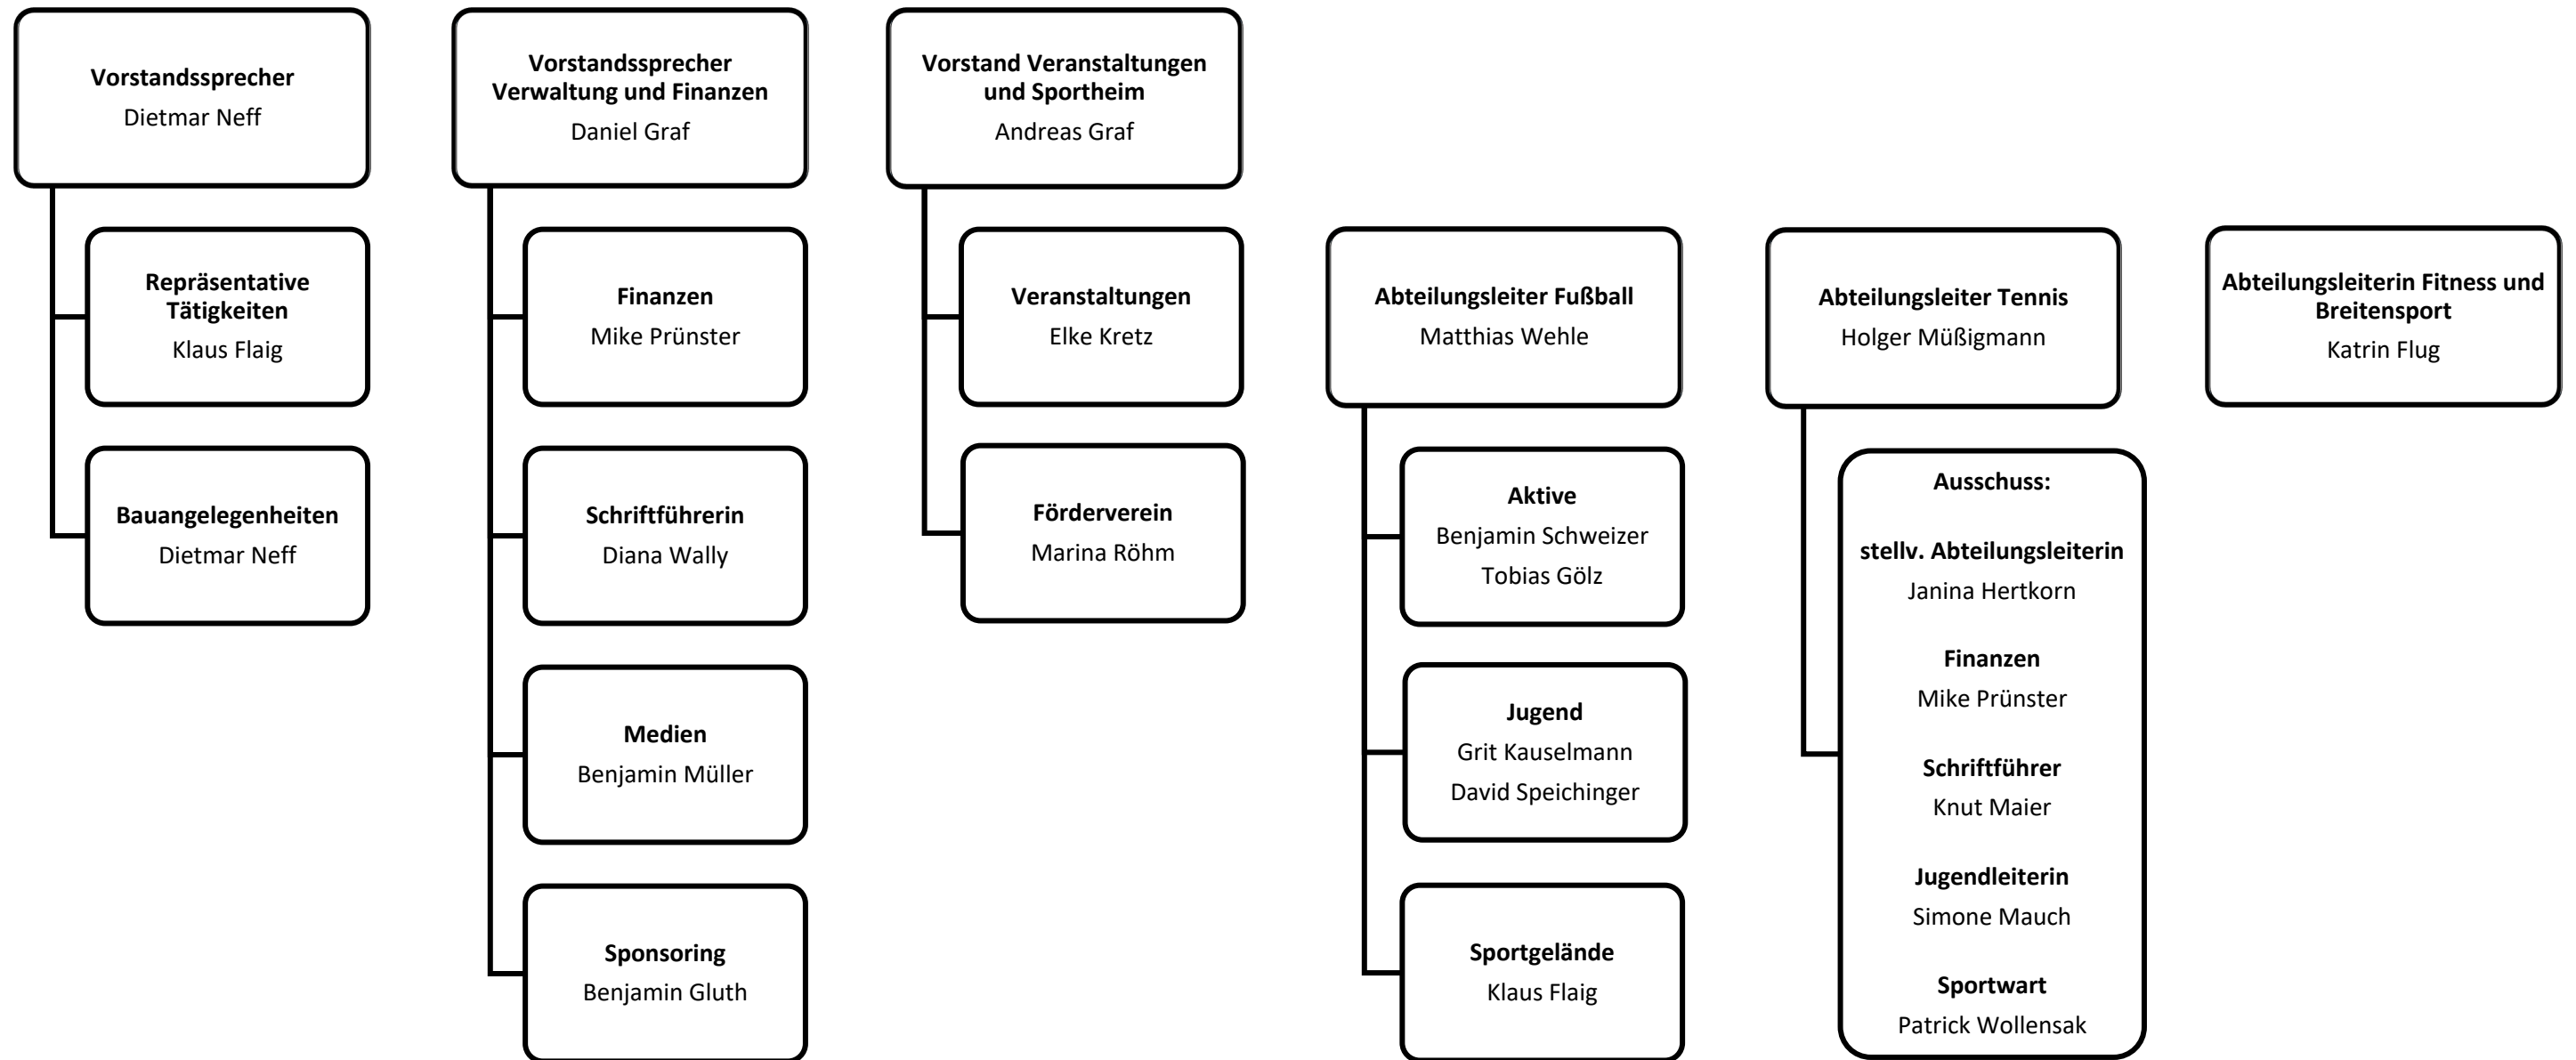 Vorstandssprecher
Dietmar Neff
Repräsentative
Tätigkeiten
Klaus Flaig
Bauangelegenheiten
Dietmar Neff
Vorstandssprecher
Verwaltung und Finanzen
Daniel Graf
Finanzen
Mike Prünster
Schriftführerin
Diana Wally
Medien
Benjamin Müller
Sponsoring
Benjamin Gluth
Vorstand Veranstaltungen
und Sportheim
Andreas Graf
Veranstaltungen
Elke Kretz
Förderverein
Marina Röhm
Abteilungsleiter Fußball
Matthias Wehle
Aktive
Benjamin Schweizer
Tobias Gölz
Jugend
Grit Kauselmann
David Speichinger
Sportgelände
Klaus Flaig
Abteilungsleiter Tennis
Holger Müßigmann
Ausschuss:
stellv. Abteilungsleiterin
Janina Hertkorn
Finanzen
Mike Prünster
Schriftführer
Knut Maier
Jugendleiterin
Simone Mauch
Sportwart
Patrick Wollensak
Abteilungsleiterin Fitness und
Breitensport
Katrin Flug